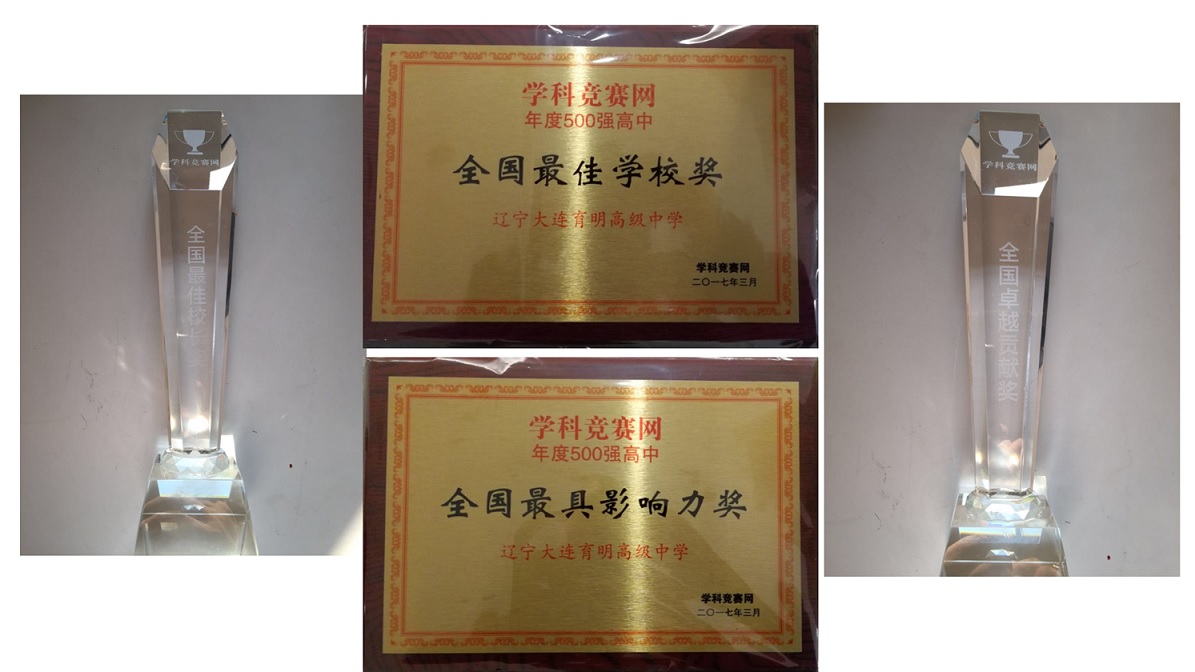 学科竞赛网
全国最佳校长奖
学科竞赛网
年度500强高中
全国最佳学校奖
辽宁大连育明高级中学
学科竞赛网
二〇一七年三月
学科竞赛网
年度500强高中
全国最具影响力奖
辽宁大连育明高级中学
学科竞赛网
二〇一七年三月
学科竞赛网
全国卓越贡献奖